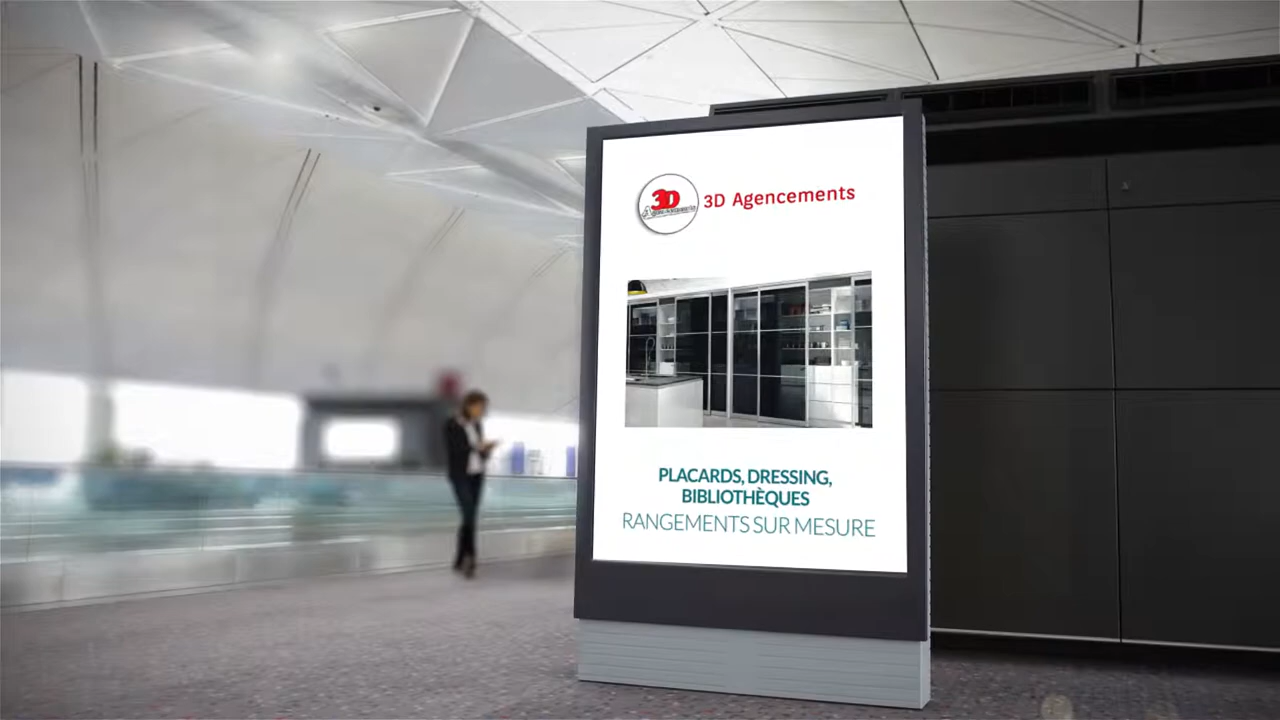 3D
3D Agencements
PLACARDS, DRESSING,
BIBLIOTHÈQUES
RANGEMENTS SUR MESURE